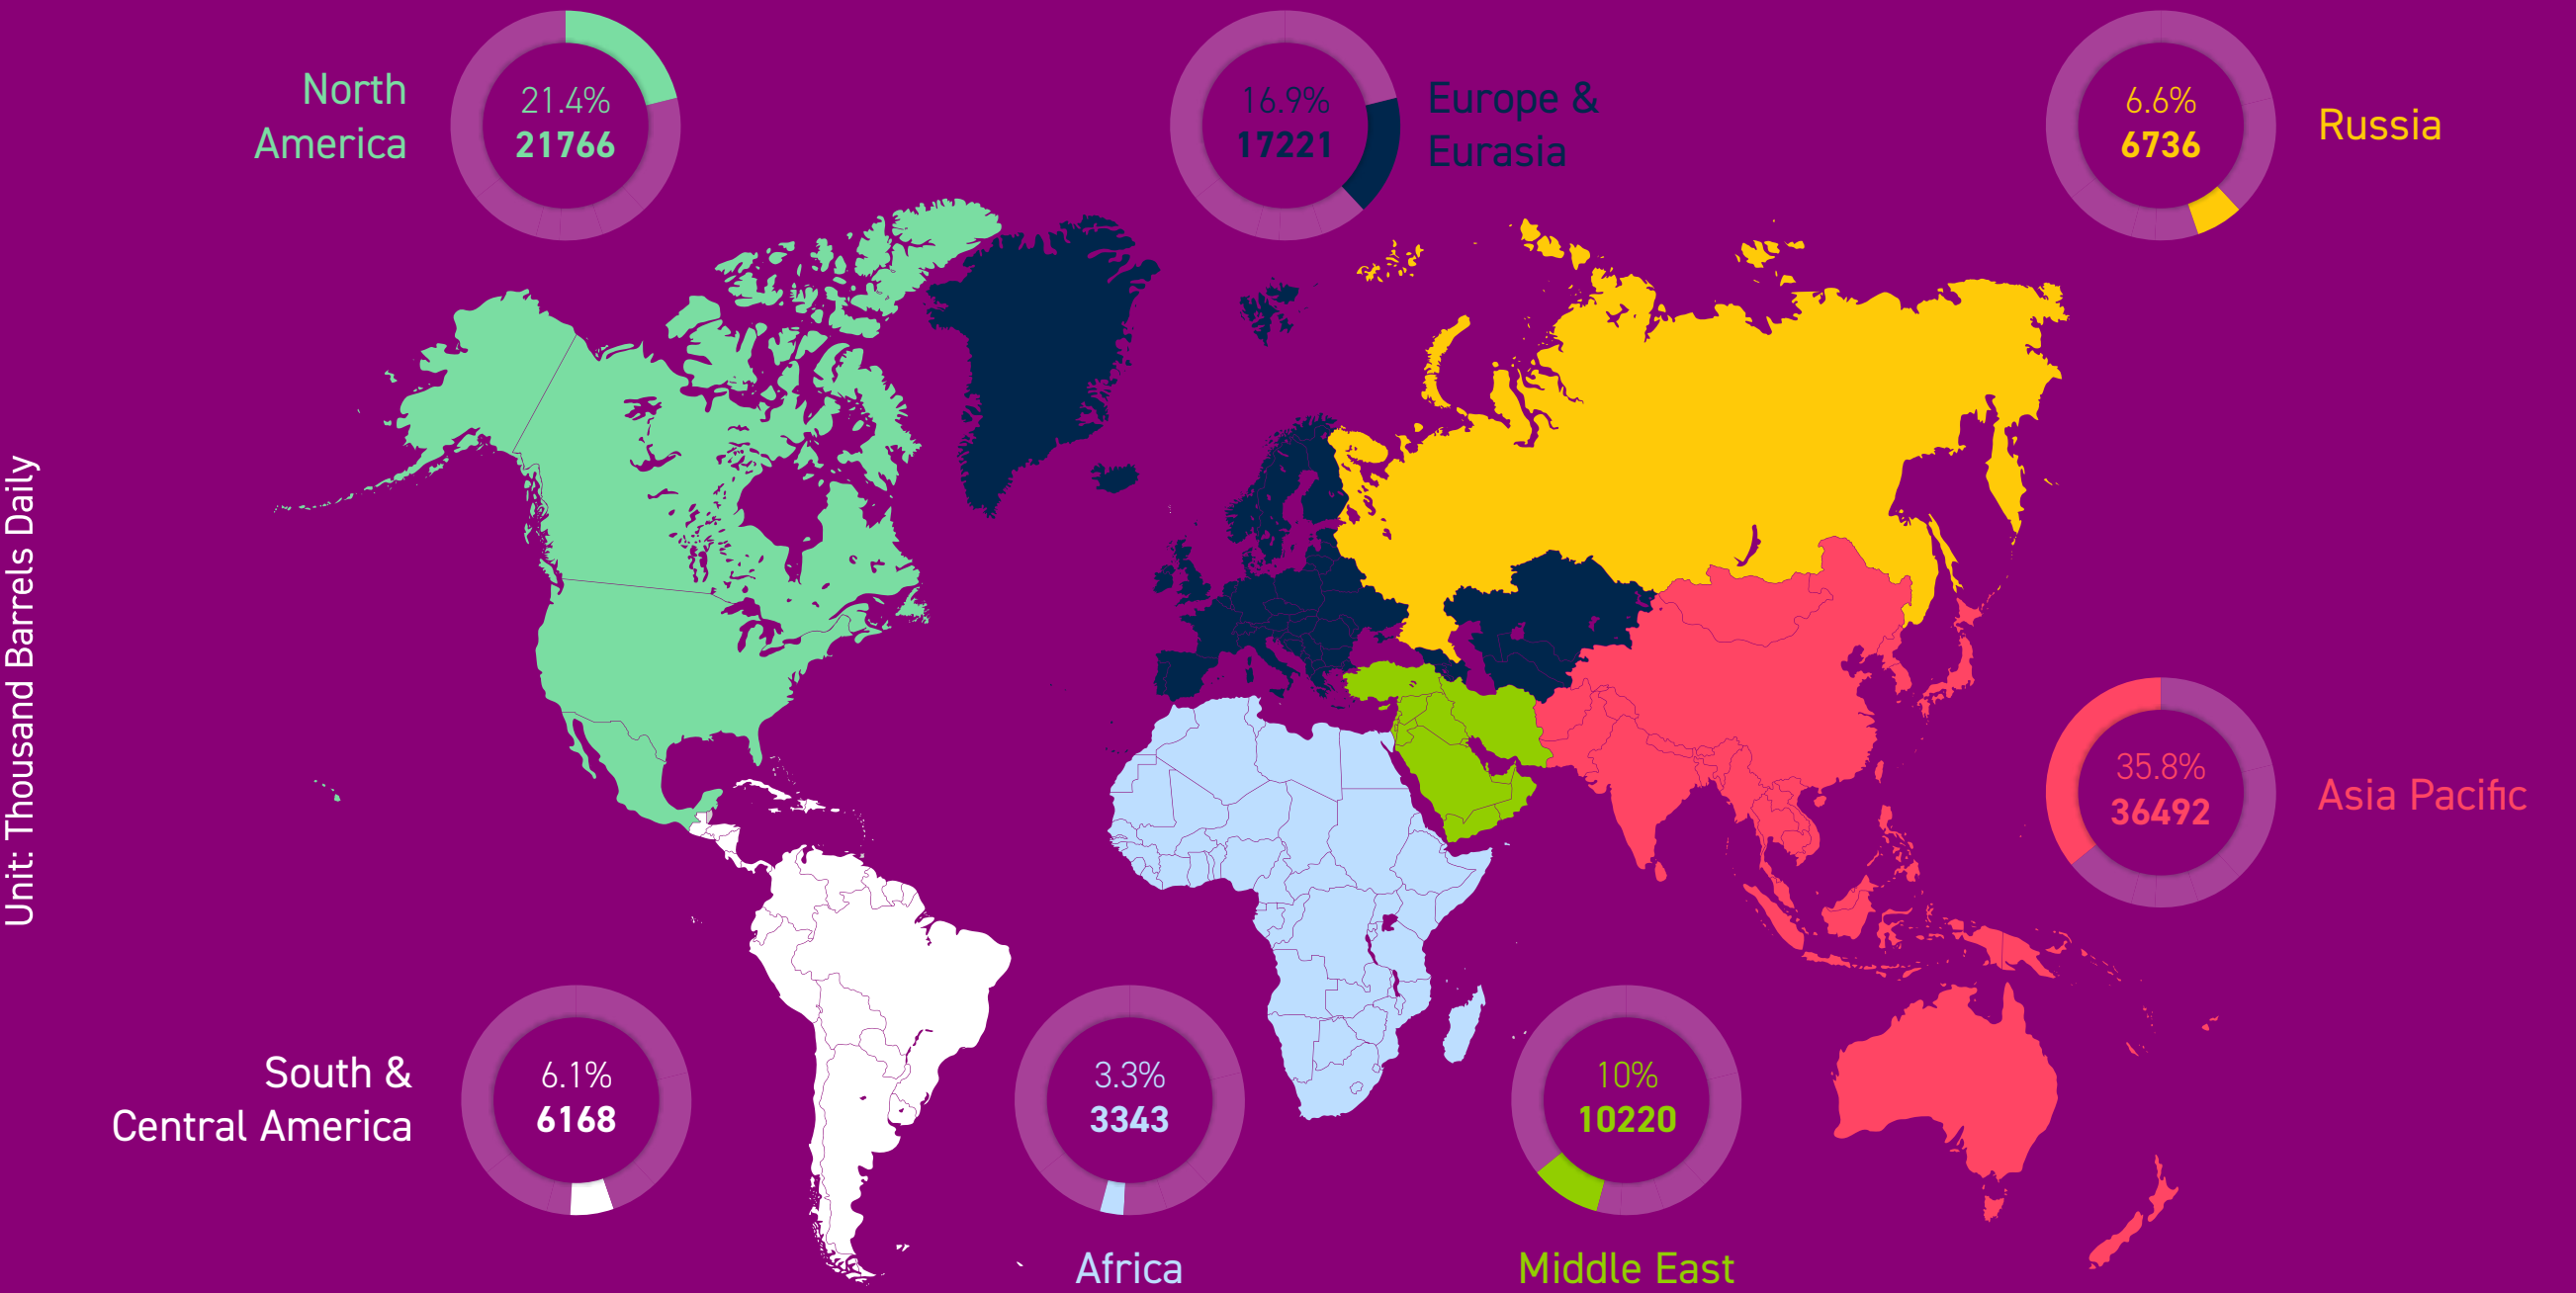 North
America
21.4%
21766
16.9%
17221
Europe &
Eurasia
6.6%
6736
Russia
Unit: Thousand Barrels Daily
35.8%
36492
Asia Pacific
South &
Central America
6.1%
6168
3.3%
3343
Africa
10%
10220
Middle East